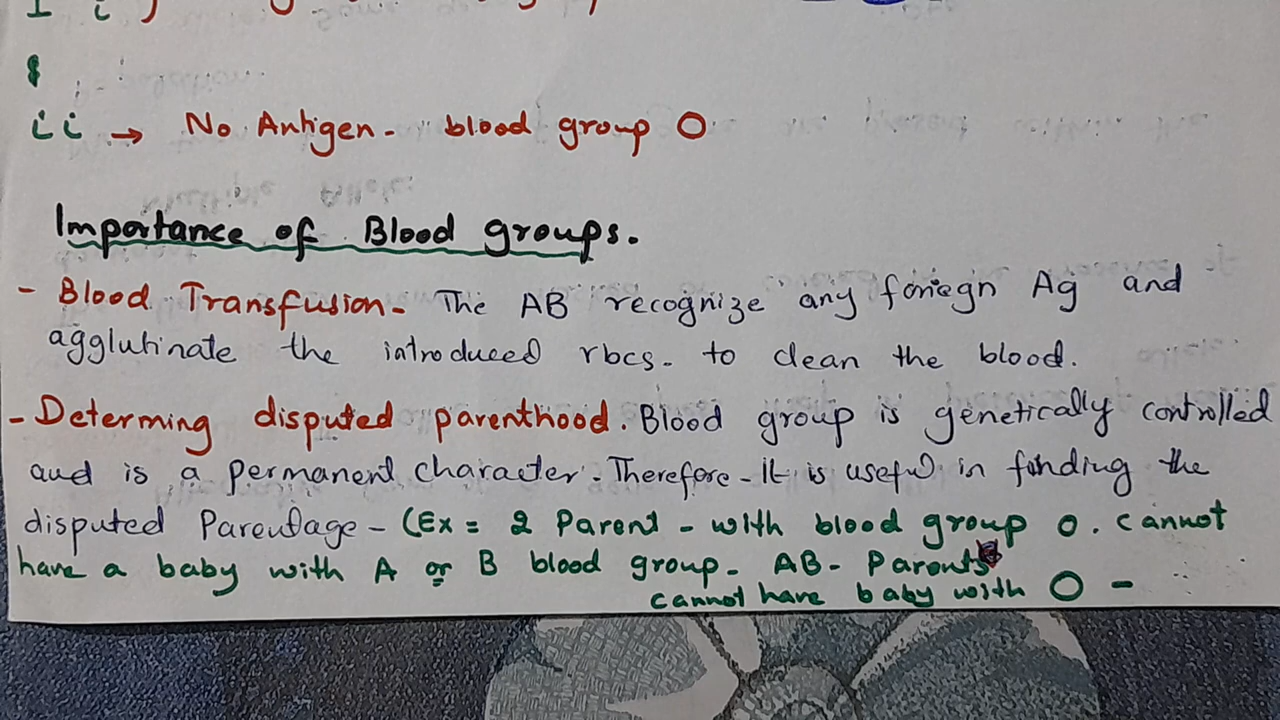 I i
ii → No Antigen - blood group O
Importance of Blood groups.
- Blood Transfusion - The AB recognize any foriegn Ag and
agglutinate the introduced rbcs. to clean the blood.
- Determing disputed parenthood. Blood group is genetically controlled
and is a permanent character. Therefore - it is useful in finding the
disputed Parentage - (Ex = 2 Parent - with blood group O. cannot
have a baby with A or B blood group - AB - Parents
cannot have baby with O -